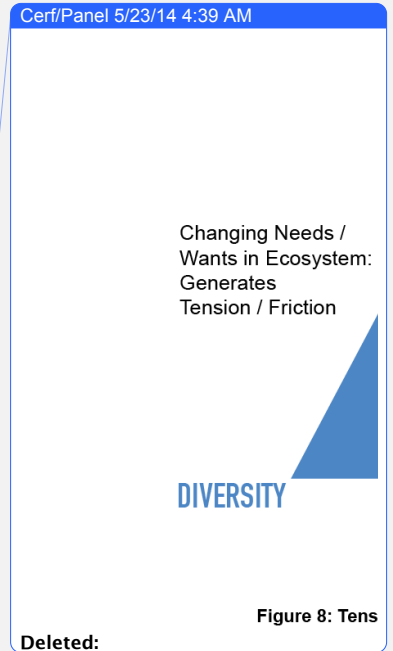 Cerf/Panel 5/23/14 4:39 AM
Changing Needs /
Wants in Ecosystem:
Generates
Tension / Friction
DIVERSITY
Figure 8: Tens
Deleted: